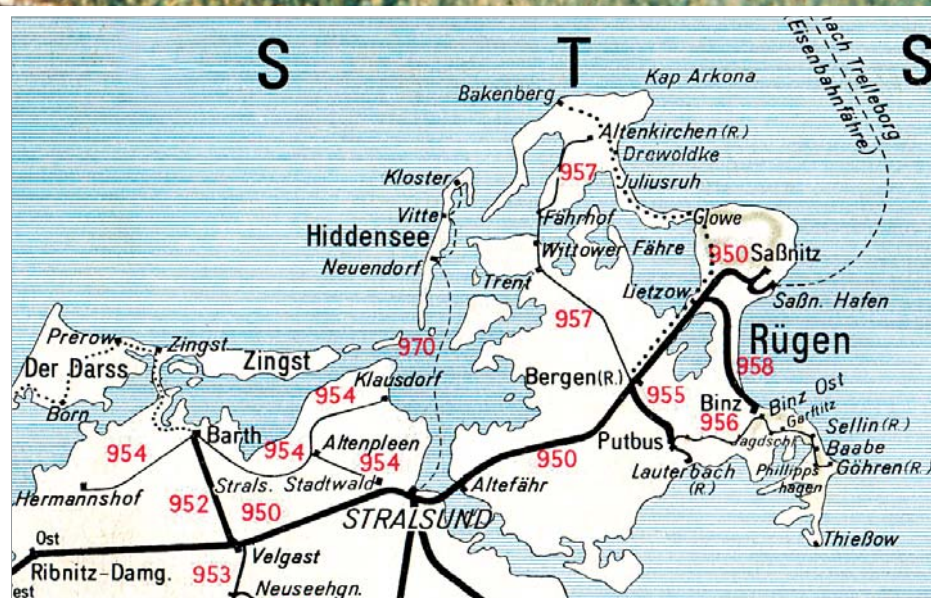 S T S
nach Trelleborg
(Eisenbahnfähre)
Kap Arkona
Bakenberg
Altenkirchen (R.)
Drewoldke
957
Juliusruh
Kloster
Vitte
Fährhof
Glowe
Hiddensee
Wittower Fähre
950
Saßnitz
Neuendorf
Trent
Lietzow
Saßn. Hafen
957
Rügen
Prerow
Zingst
Zingst
970
Der Darss
Klausdorf
Bergen (R.)
958
954
955
Born
Binz
Binz Ost
956
Garftitz
Sellin (R.)
Barth
Altenpleen
Putbus
Jagdschl.
Baabe
954
954
954
950
Lauterbach
(R.)
Phillipps
hagen
Göhren (R.)
Hermannshof
Strals. Stadtwald
Altefähr
952
950
STRALSUND
Thießow
Ost
Velgast
Ribnitz-Damg.
953
Neuseehgn.
est